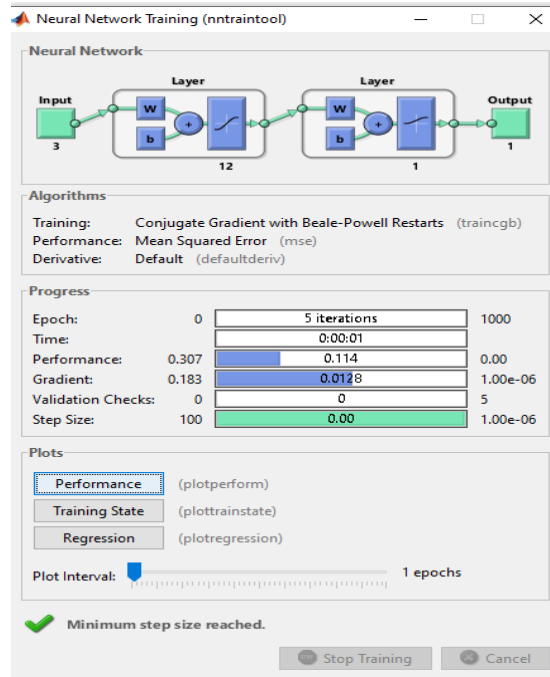 Neural Network Training (nntraintool)
Neural Network
Layer Layer
Input W b + W b + Output
3 12 1 1
Algorithms
Training: Conjugate Gradient with Beale-Powell Restarts (traincgb)
Performance: Mean Squared Error (mse)
Derivative: Default (defaultderiv)
Progress
Epoch: 0 5 iterations 1000
Time: 0:00:01
Performance: 0.307 0.114 0.00
Gradient: 0.183 0.0128 1.00e-06
Validation Checks: 0 0 5
Step Size: 100 0.00 1.00e-06
Plots
Performance (plotperform)
Training State (plottrainstate)
Regression (plotregression)
Plot Interval: 1 epochs
Minimum step size reached.
Stop Training Cancel